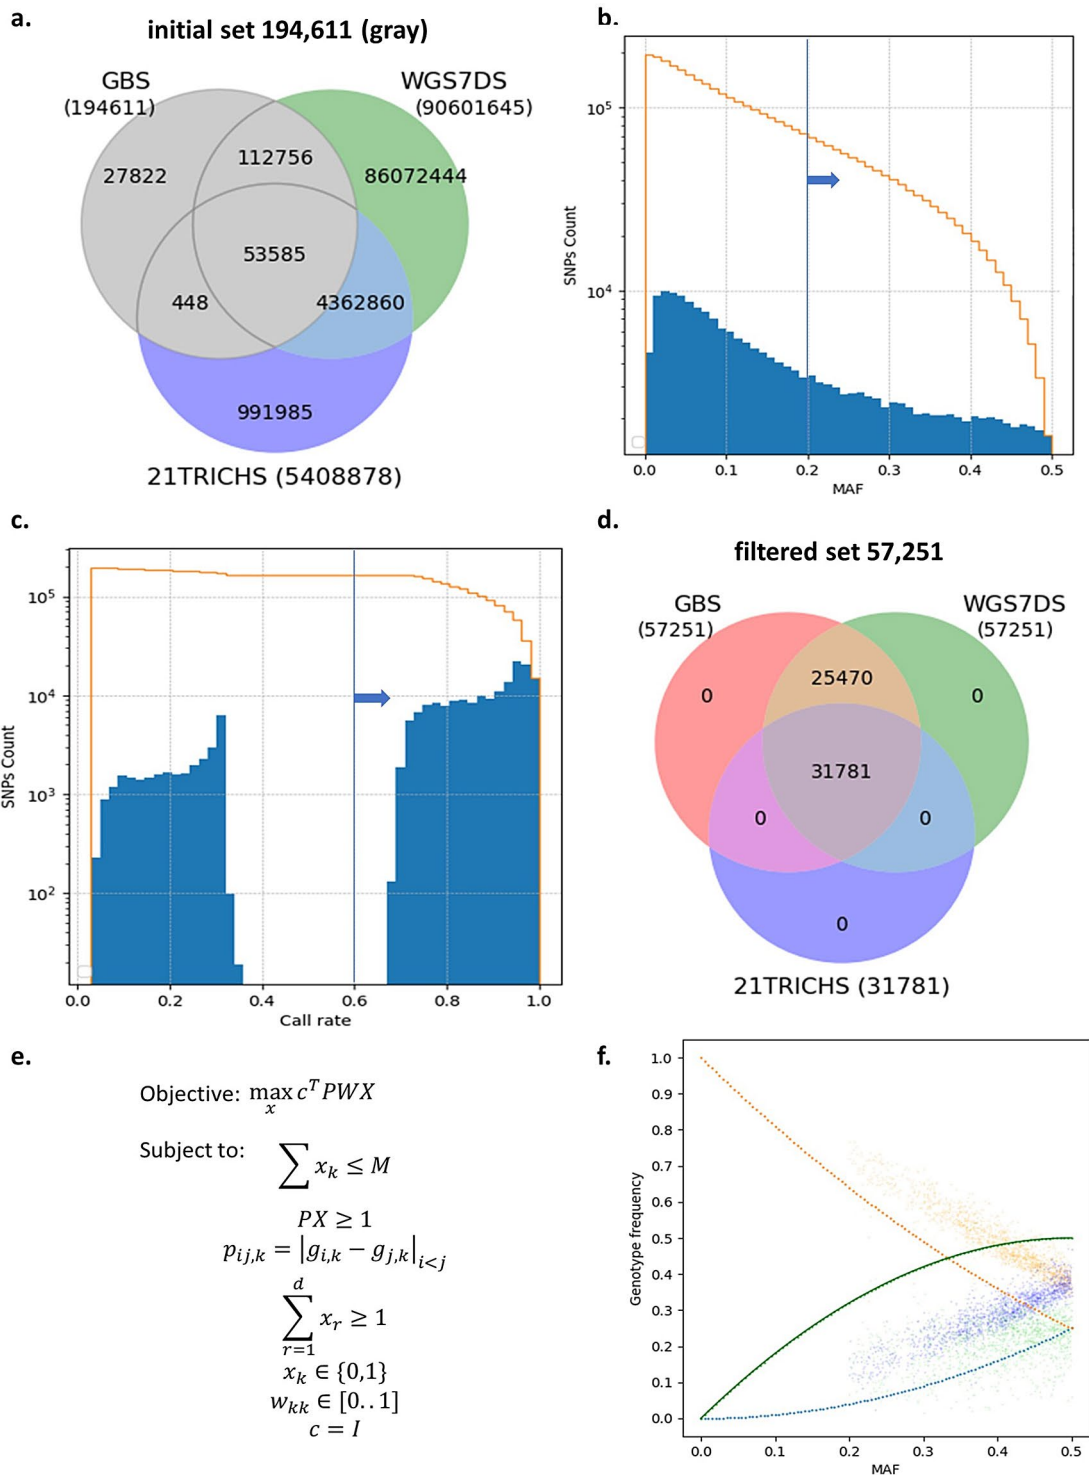 a.
initial set 194,611 (gray)
GBS
(194611)
WGS7DS
(90601645)
27822
112756
86072444
53585
448
4362860
991985
21TRICHS (5408878)
b.
SNPs Count
10^5
10^4
0.0 0.1 0.2 0.3 0.4 0.5
MAF
c.
SNPs Count
10^5
10^4
10^3
10^2
0.0 0.2 0.4 0.6 0.8 1.0
Call rate
d.
filtered set 57,251
GBS
(57251)
WGS7DS
(57251)
0
25470
0
31781
0
0
0
21TRICHS (31781)
e.
Objective: max_x c^T PWX
Subject to: ∑ x_k ≤ M
PX ≥ 1
p_{ij,k} = |g_{i,k} − g_{j,k}|_{i<j}
∑_{r=1}^{d} x_r ≥ 1
x_k ∈ {0,1}
w_{kk} ∈ [0..1]
c = I
f.
Genotype frequency
1.0
0.9
0.8
0.7
0.6
0.5
0.4
0.3
0.2
0.1
0.0
0.0 0.1 0.2 0.3 0.4 0.5
MAF